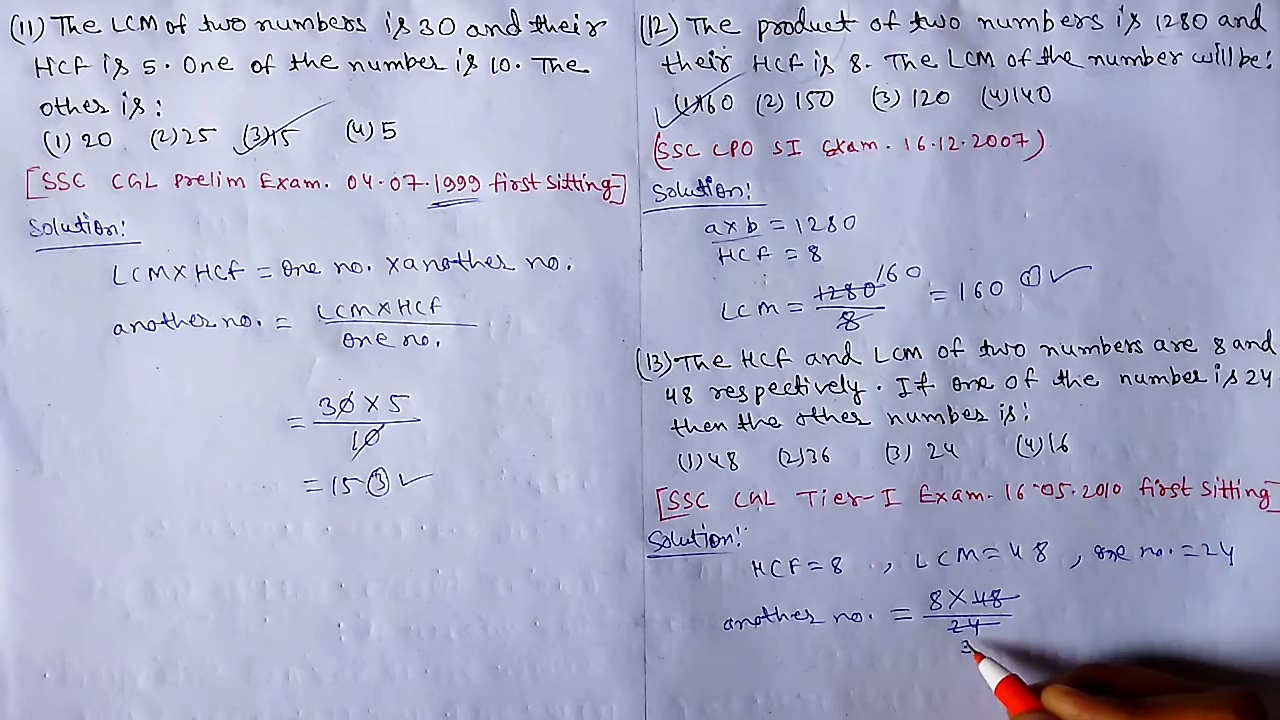 (11) The LCM of two numbers is 30 and their
HCF is 5. One of the number is 10. The
other is:
(1) 20 (2) 25 (3) 15 (4) 5
[SSC CGL Prelim Exam. 04.07.1999 first sitting]
Solution:
LCM×HCF = one no. × another no.
another no. = LCM×HCF
one no.
= 30 × 5
10
= 15 ③ ✓
(12) The product of two numbers is 1280 and
their HCF is 8. The LCM of the number will be:
(1) 160 (2) 150 (3) 120 (4) 140
(SSC CPO SI Exam. 16.12.2007)
Solution:
a×b = 1280
HCF = 8
LCM = 1280 160 = 160 ① ✓
8
(13) The HCF and LCM of two numbers are 8 and
48 respectively. If one of the number is 24
then the other number is:
(1) 48 (2) 36 (3) 24 (4) 16
[SSC CGL Tier-I Exam. 16.05.2010 first sitting]
Solution:
HCF = 8 , LCM = 48 , one no. = 24
another no. = 8 × 48
24
3